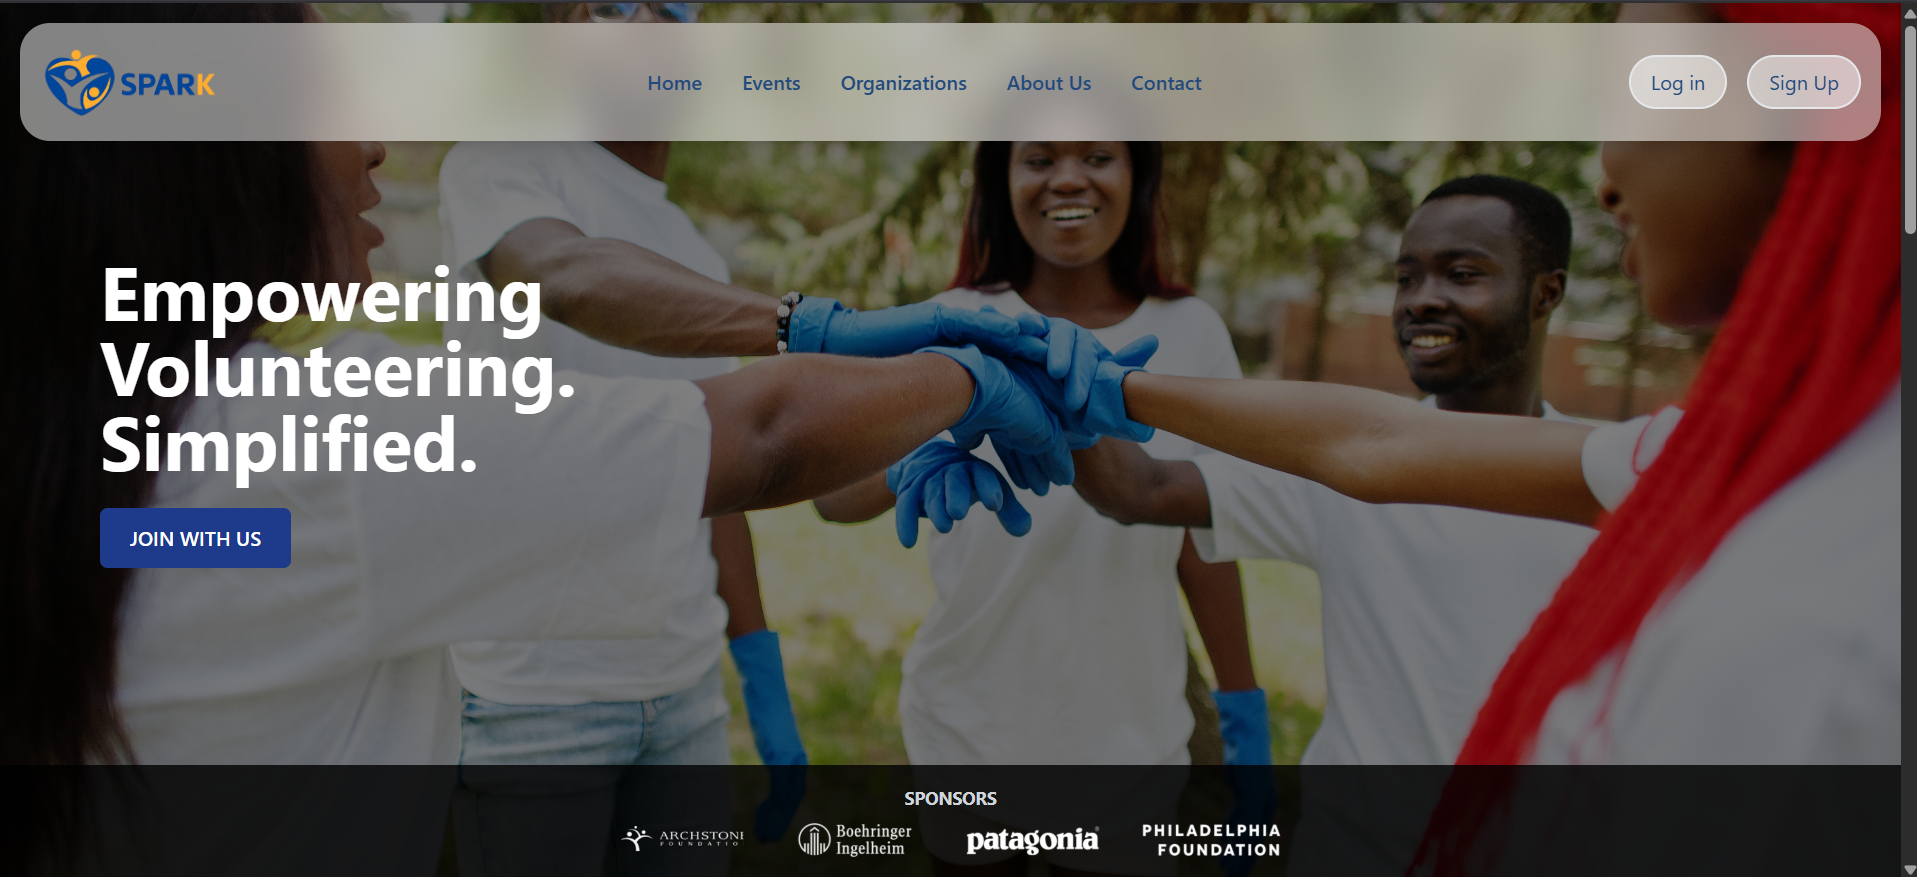 SPARK
Home
Events
Organizations
About Us
Contact
Log in
Sign Up
Empowering
Volunteering.
Simplified.
JOIN WITH US
SPONSORS
ARCHSTONE
FOUNDATIO
Boehringer
Ingelheim
patagonia
PHILADELPHIA
FOUNDATION